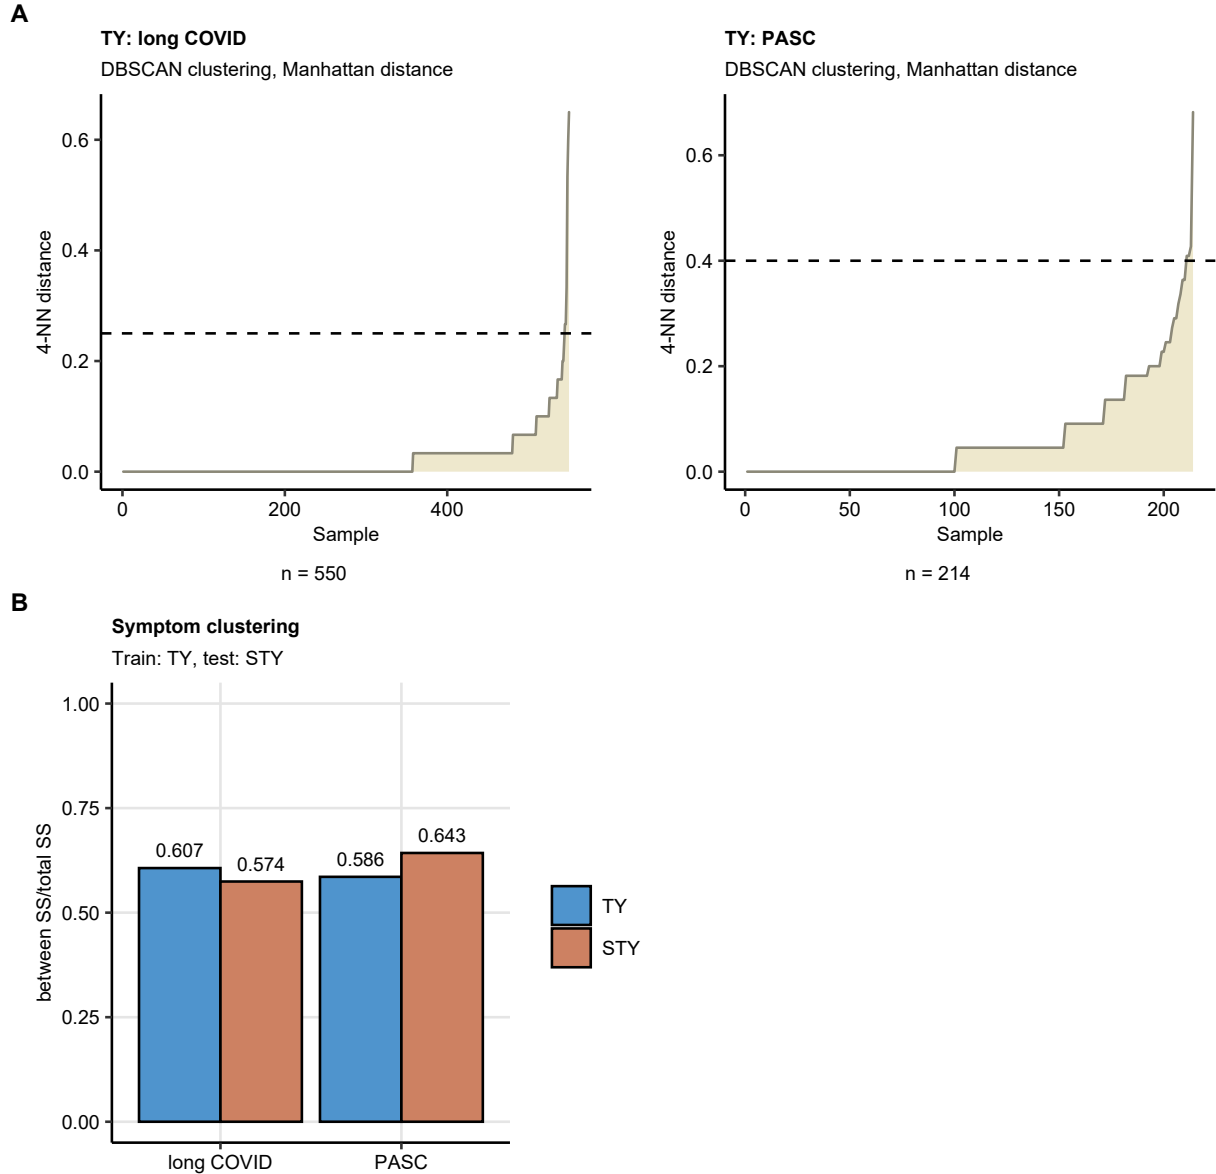 A
TY: long COVID
DBSCAN clustering, Manhattan distance
0.6
0.4
0.2
0.0
4-NN distance
0 200 400
Sample
n = 550
TY: PASC
DBSCAN clustering, Manhattan distance
0.6
0.4
0.2
0.0
4-NN distance
0 50 100 150 200
Sample
n = 214
B
Symptom clustering
Train: TY, test: STY
1.00
0.75
0.50
0.25
0.00
between SS/total SS
0.607 0.574 0.586 0.643
long COVID PASC
TY
STY